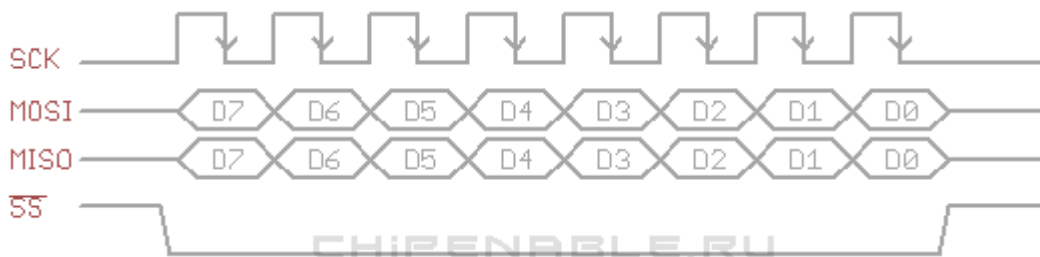 SCK
MOSI D7 D6 D5 D4 D3 D2 D1 D0
MISO D7 D6 D5 D4 D3 D2 D1 D0
SS
CHiPENABLE.RU